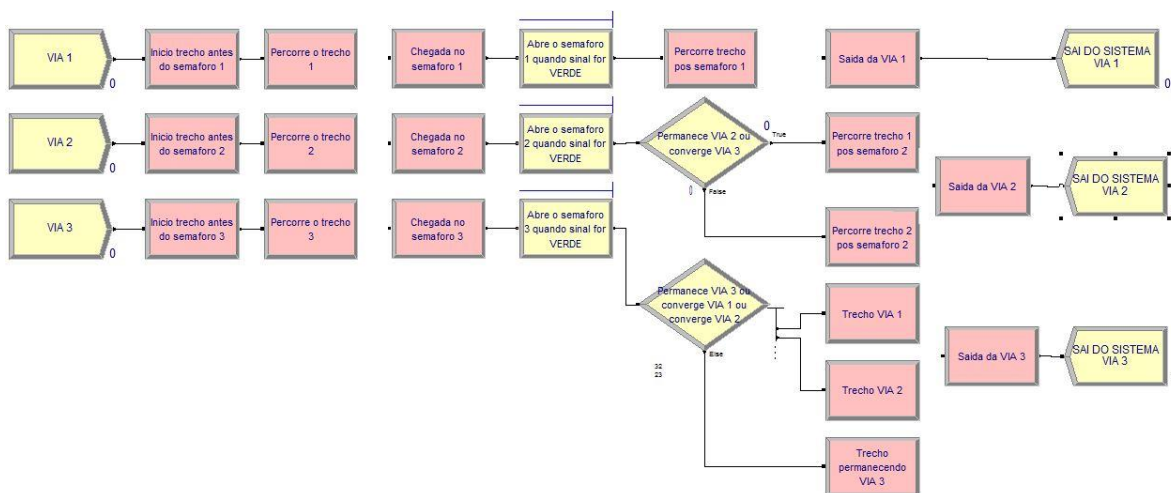 VIA 1
0
Inicio trecho antes
do semaforo 1
Percorre o trecho
1
Chegada no
semaforo 1
Abre o semaforo
1 quando sinal for
VERDE
Percorre trecho
pos semaforo 1
Saida da VIA 1
SAI DO SISTEMA
VIA 1
0
VIA 2
0
Inicio trecho antes
do semaforo 2
Percorre o trecho
2
Chegada no
semaforo 2
Abre o semaforo
2 quando sinal for
VERDE
Permanece VIA 2 ou
converge VIA 3
0
True
0
False
Percorre trecho 1
pos semaforo 2
Saida da VIA 2
SAI DO SISTEMA
VIA 2
VIA 3
0
Inicio trecho antes
do semaforo 3
Percorre o trecho
3
Chegada no
semaforo 3
Abre o semaforo
3 quando sinal for
VERDE
Percorre trecho 2
pos semaforo 2
Permanece VIA 3 ou
converge VIA 1 ou
converge VIA 2
Else
32
23
Trecho VIA 1
Saida da VIA 3
SAI DO SISTEMA
VIA 3
Trecho VIA 2
Trecho
permanecendo
VIA 3